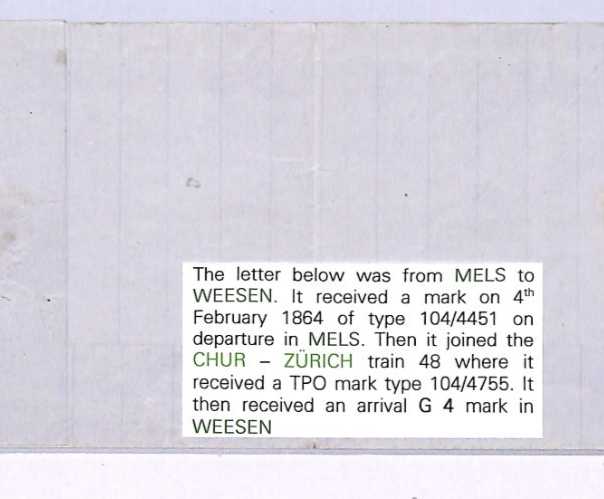 The letter below was from MELS to
WEESEN. It received a mark on 4th
February 1864 of type 104/4451 on
departure in MELS. Then it joined the
CHUR – ZÜRICH train 48 where it
received a TPO mark type 104/4755. It
then received an arrival G 4 mark in
WEESEN